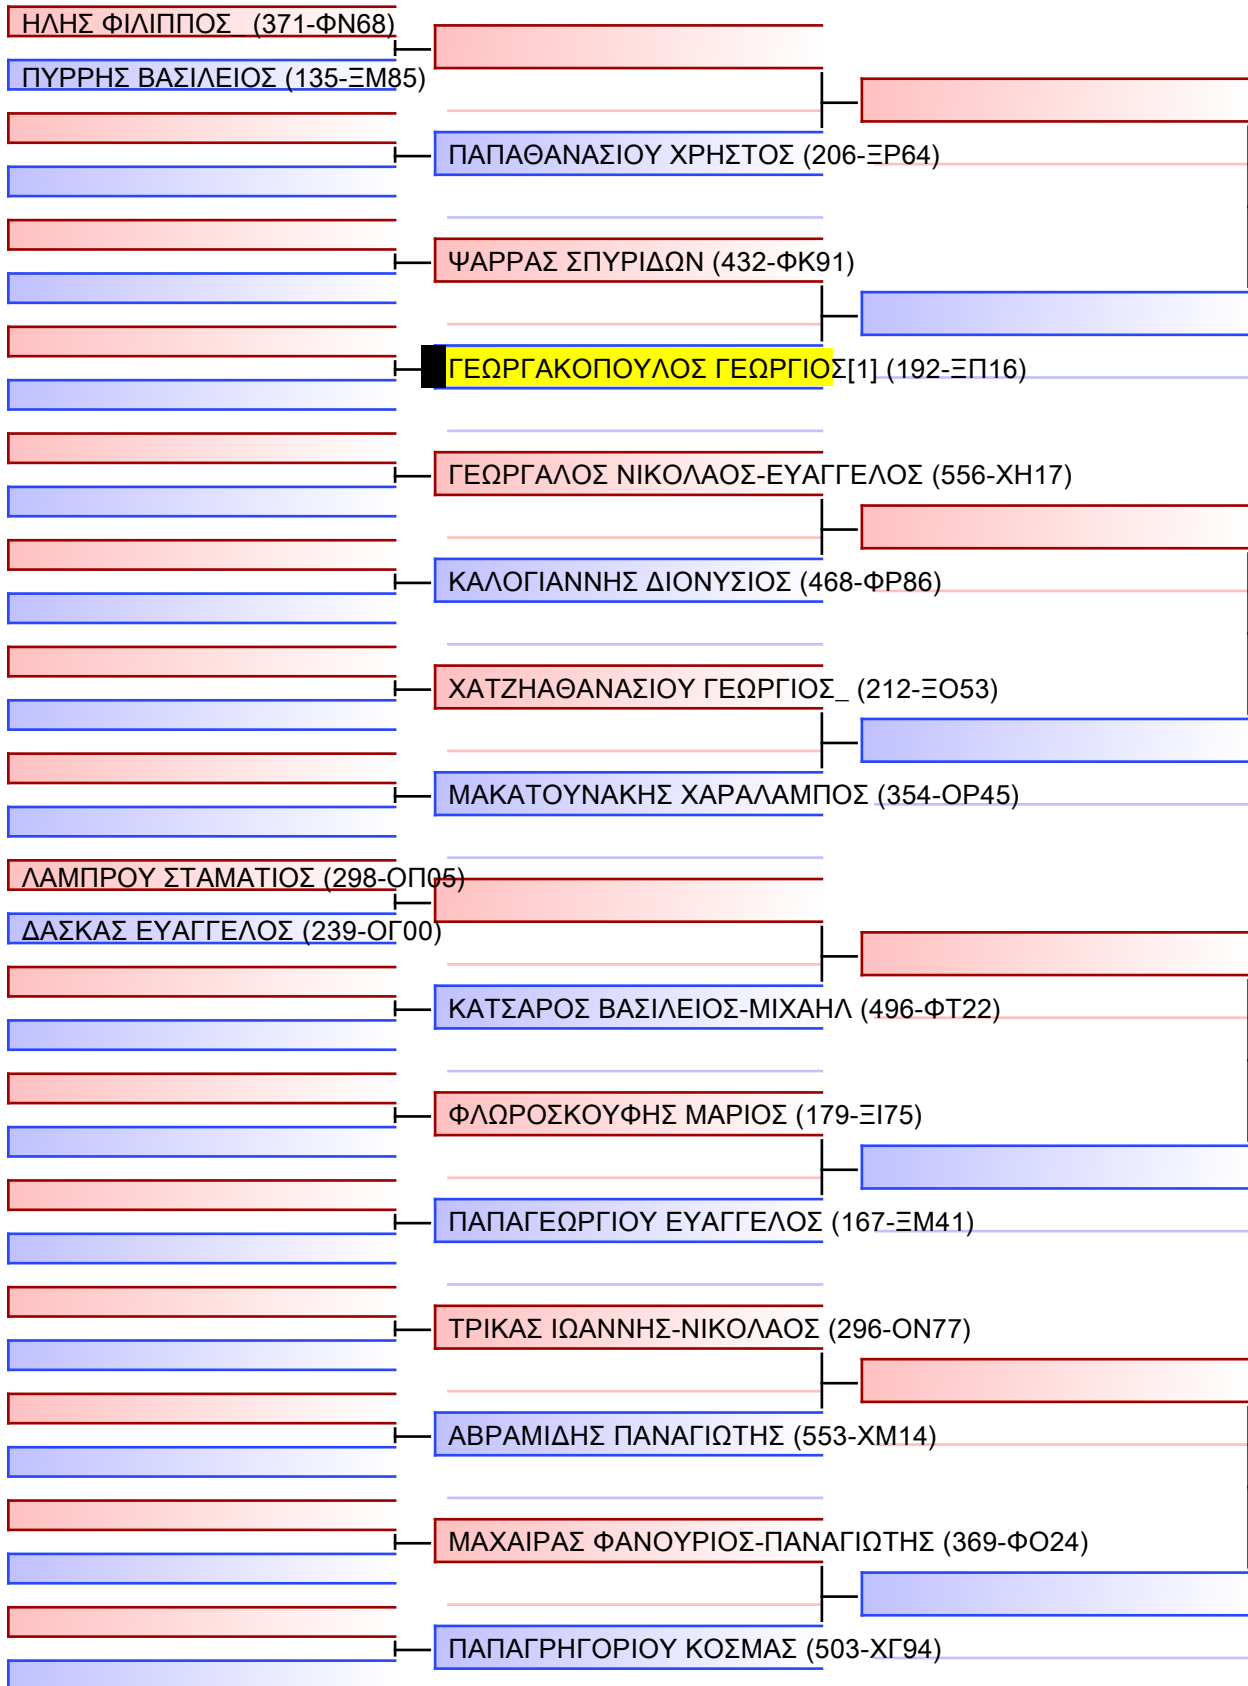 ΗΛΗΣ ΦΙΛΙΠΠΟΣ_ (371-ΦΝ68)
ΠΥΡΡΗΣ ΒΑΣΙΛΕΙΟΣ (135-ΞΜ85)
ΠΑΠΑΘΑΝΑΣΙΟΥ ΧΡΗΣΤΟΣ (206-ΞΡ64)
ΨΑΡΡΑΣ ΣΠΥΡΙΔΩΝ (432-ΦΚ91)
ΓΕΩΡΓΑΚΟΠΟΥΛΟΣ ΓΕΩΡΓΙΟΣ[1] (192-ΞΠ16)
ΓΕΩΡΓΑΛΟΣ ΝΙΚΟΛΑΟΣ-ΕΥΑΓΓΕΛΟΣ (556-ΧΗ17)
ΚΑΛΟΓΙΑΝΝΗΣ ΔΙΟΝΥΣΙΟΣ (468-ΦΡ86)
ΧΑΤΖΗΑΘΑΝΑΣΙΟΥ ΓΕΩΡΓΙΟΣ_ (212-ΞΟ53)
ΜΑΚΑΤΟΥΝΑΚΗΣ ΧΑΡΑΛΑΜΠΟΣ (354-ΟΡ45)
ΛΑΜΠΡΟΥ ΣΤΑΜΑΤΙΟΣ (298-ΟΠ05)
ΔΑΣΚΑΣ ΕΥΑΓΓΕΛΟΣ (239-ΟΓ00)
ΚΑΤΣΑΡΟΣ ΒΑΣΙΛΕΙΟΣ-ΜΙΧΑΗΛ (496-ΦΤ22)
ΦΛΩΡΟΣΚΟΥΦΗΣ ΜΑΡΙΟΣ (179-ΞΙ75)
ΠΑΠΑΓΕΩΡΓΙΟΥ ΕΥΑΓΓΕΛΟΣ (167-ΞΜ41)
ΤΡΙΚΑΣ ΙΩΑΝΝΗΣ-ΝΙΚΟΛΑΟΣ (296-ΟΝ77)
ΑΒΡΑΜΙΔΗΣ ΠΑΝΑΓΙΩΤΗΣ (553-ΧΜ14)
ΜΑΧΑΙΡΑΣ ΦΑΝΟΥΡΙΟΣ-ΠΑΝΑΓΙΩΤΗΣ (369-ΦΟ24)
ΠΑΠΑΓΡΗΓΟΡΙΟΥ ΚΟΣΜΑΣ (503-ΧΓ94)